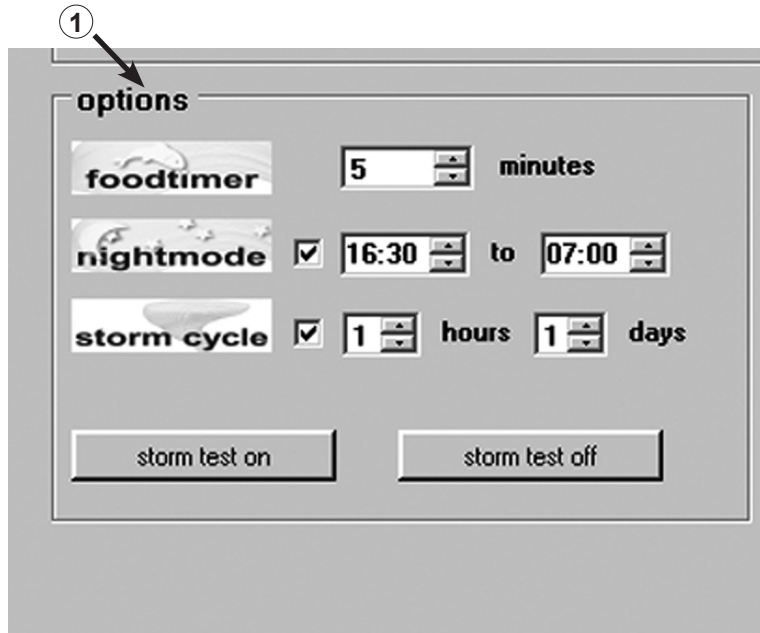 1
options
foodtimer 5 minutes
nightmode 16:30 to 07:00
storm cycle 1 hours 1 days
storm test on storm test off